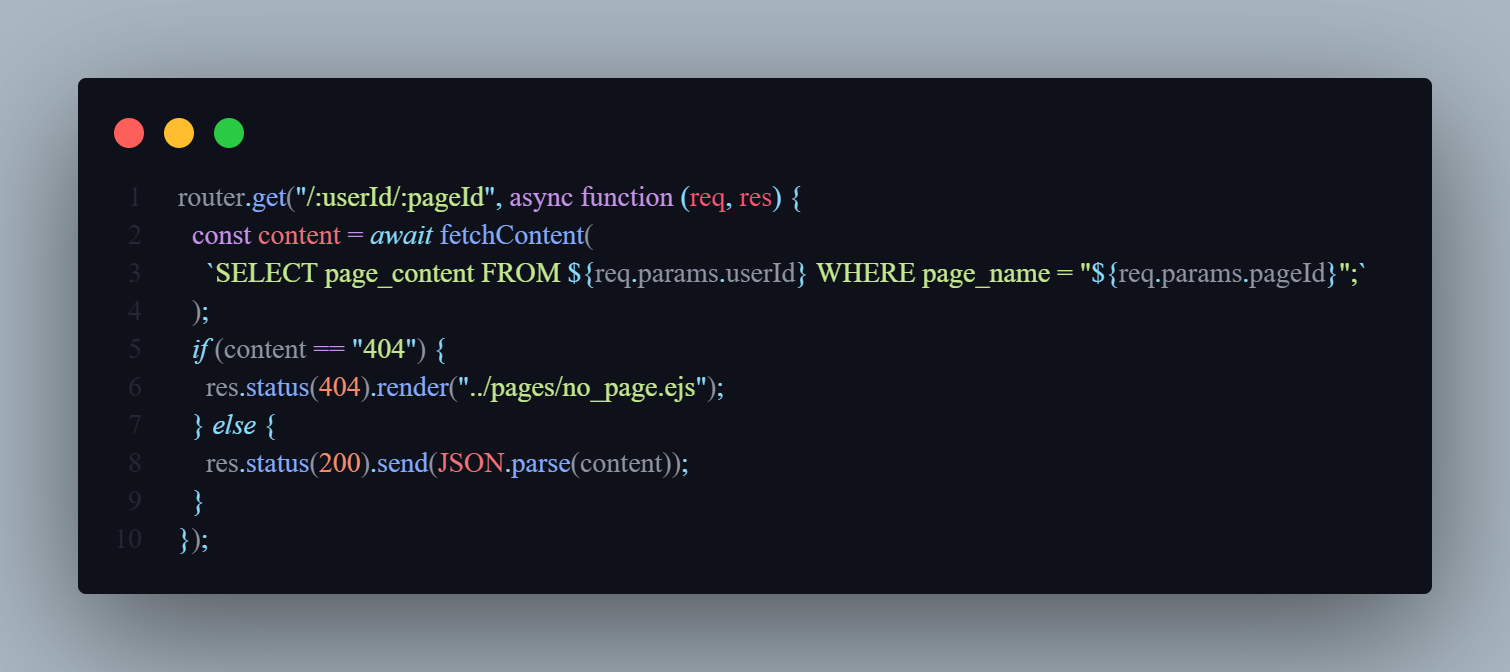 1 router.get("/:userId/:pageId", async function (req, res) {
2   const content = await fetchContent(
3     `SELECT page_content FROM ${req.params.userId} WHERE page_name = "${req.params.pageId}";`
4   );
5   if (content == "404") {
6     res.status(404).render("../pages/no_page.ejs");
7   } else {
8     res.status(200).send(JSON.parse(content));
9   }
10 });